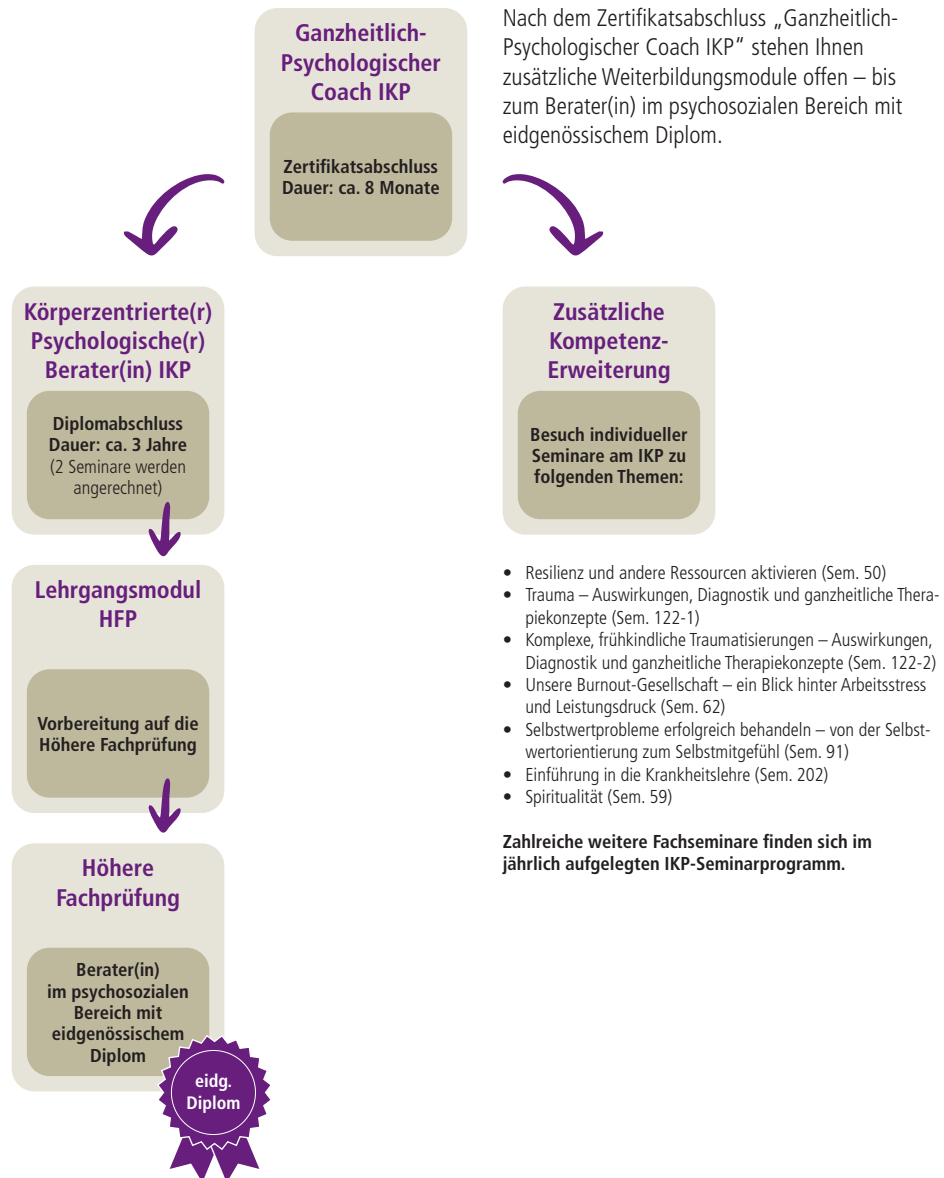 Ganzheitlich-
Psychologischer
Coach IKP
Zertifikatsabschluss
Dauer: ca. 8 Monate
Nach dem Zertifikatsabschluss „Ganzheitlich-
Psychologischer Coach IKP“ stehen Ihnen
zusätzliche Weiterbildungsmodule offen – bis
zum Berater(in) im psychosozialen Bereich mit
eidgenössischem Diplom.
Körperzentrierte(r)
Psychologische(r)
Berater(in) IKP
Diplomabschluss
Dauer: ca. 3 Jahre
(2 Seminare werden
angerechnet)
Lehrgangsmodul
HFP
Vorbereitung auf die
Höhere Fachprüfung
Höhere
Fachprüfung
Berater(in)
im psychosozialen
Bereich mit
eidgenössischem
Diplom
eidg.
Diplom
Zusätzliche
Kompetenz-
Erweiterung
Besuch individueller
Seminare am IKP zu
folgenden Themen:
• Resilienz und andere Ressourcen aktivieren (Sem. 50)
• Trauma – Auswirkungen, Diagnostik und ganzheitliche Thera-
piekonzepte (Sem. 122-1)
• Komplexe, frühkindliche Traumatisierungen – Auswirkungen,
Diagnostik und ganzheitliche Therapiekonzepte (Sem. 122-2)
• Unsere Burnout-Gesellschaft – ein Blick hinter Arbeitsstress
und Leistungsdruck (Sem. 62)
• Selbstwertprobleme erfolgreich behandeln – von der Selbst-
wertorientierung zum Selbstmitgefühl (Sem. 91)
• Einführung in die Krankheitslehre (Sem. 202)
• Spiritualität (Sem. 59)
Zahlreiche weitere Fachseminare finden sich im
jährlich aufgelegten IKP-Seminarprogramm.